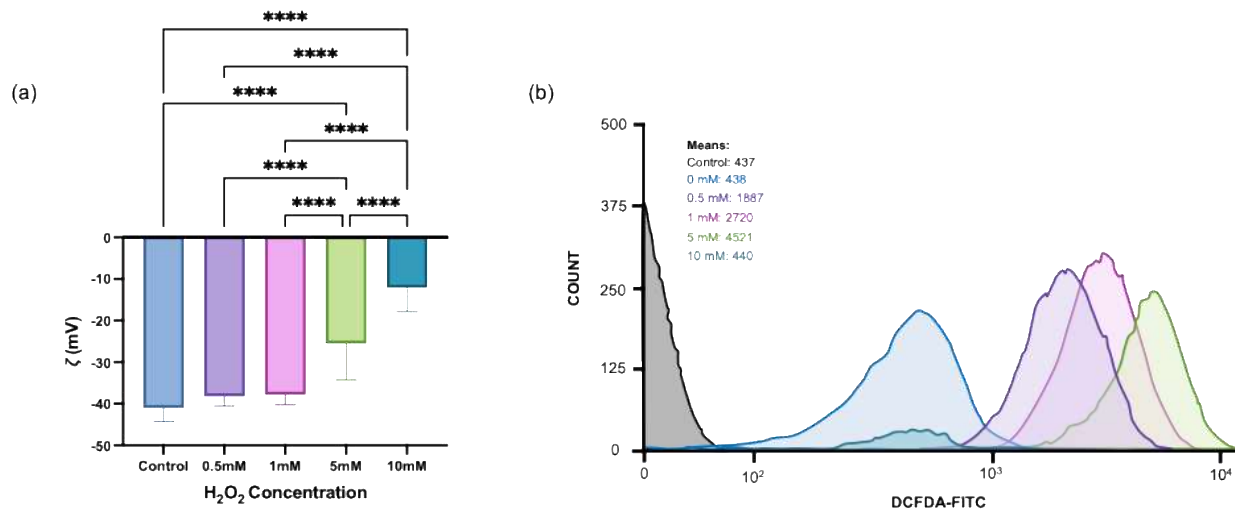 (a)
****
****
****
****
****
****
****
0
-10
-20
-30
-40
-50
ζ (mV)
Control 0.5mM 1mM 5mM 10mM
H₂O₂ Concentration
(b)
500
375
250
125
0
COUNT
Means:
Control: 437
0 mM: 438
0.5 mM: 1887
1 mM: 2720
5 mM: 4521
10 mM: 440
0 10² 10³ 10⁴
DCFDA-FITC